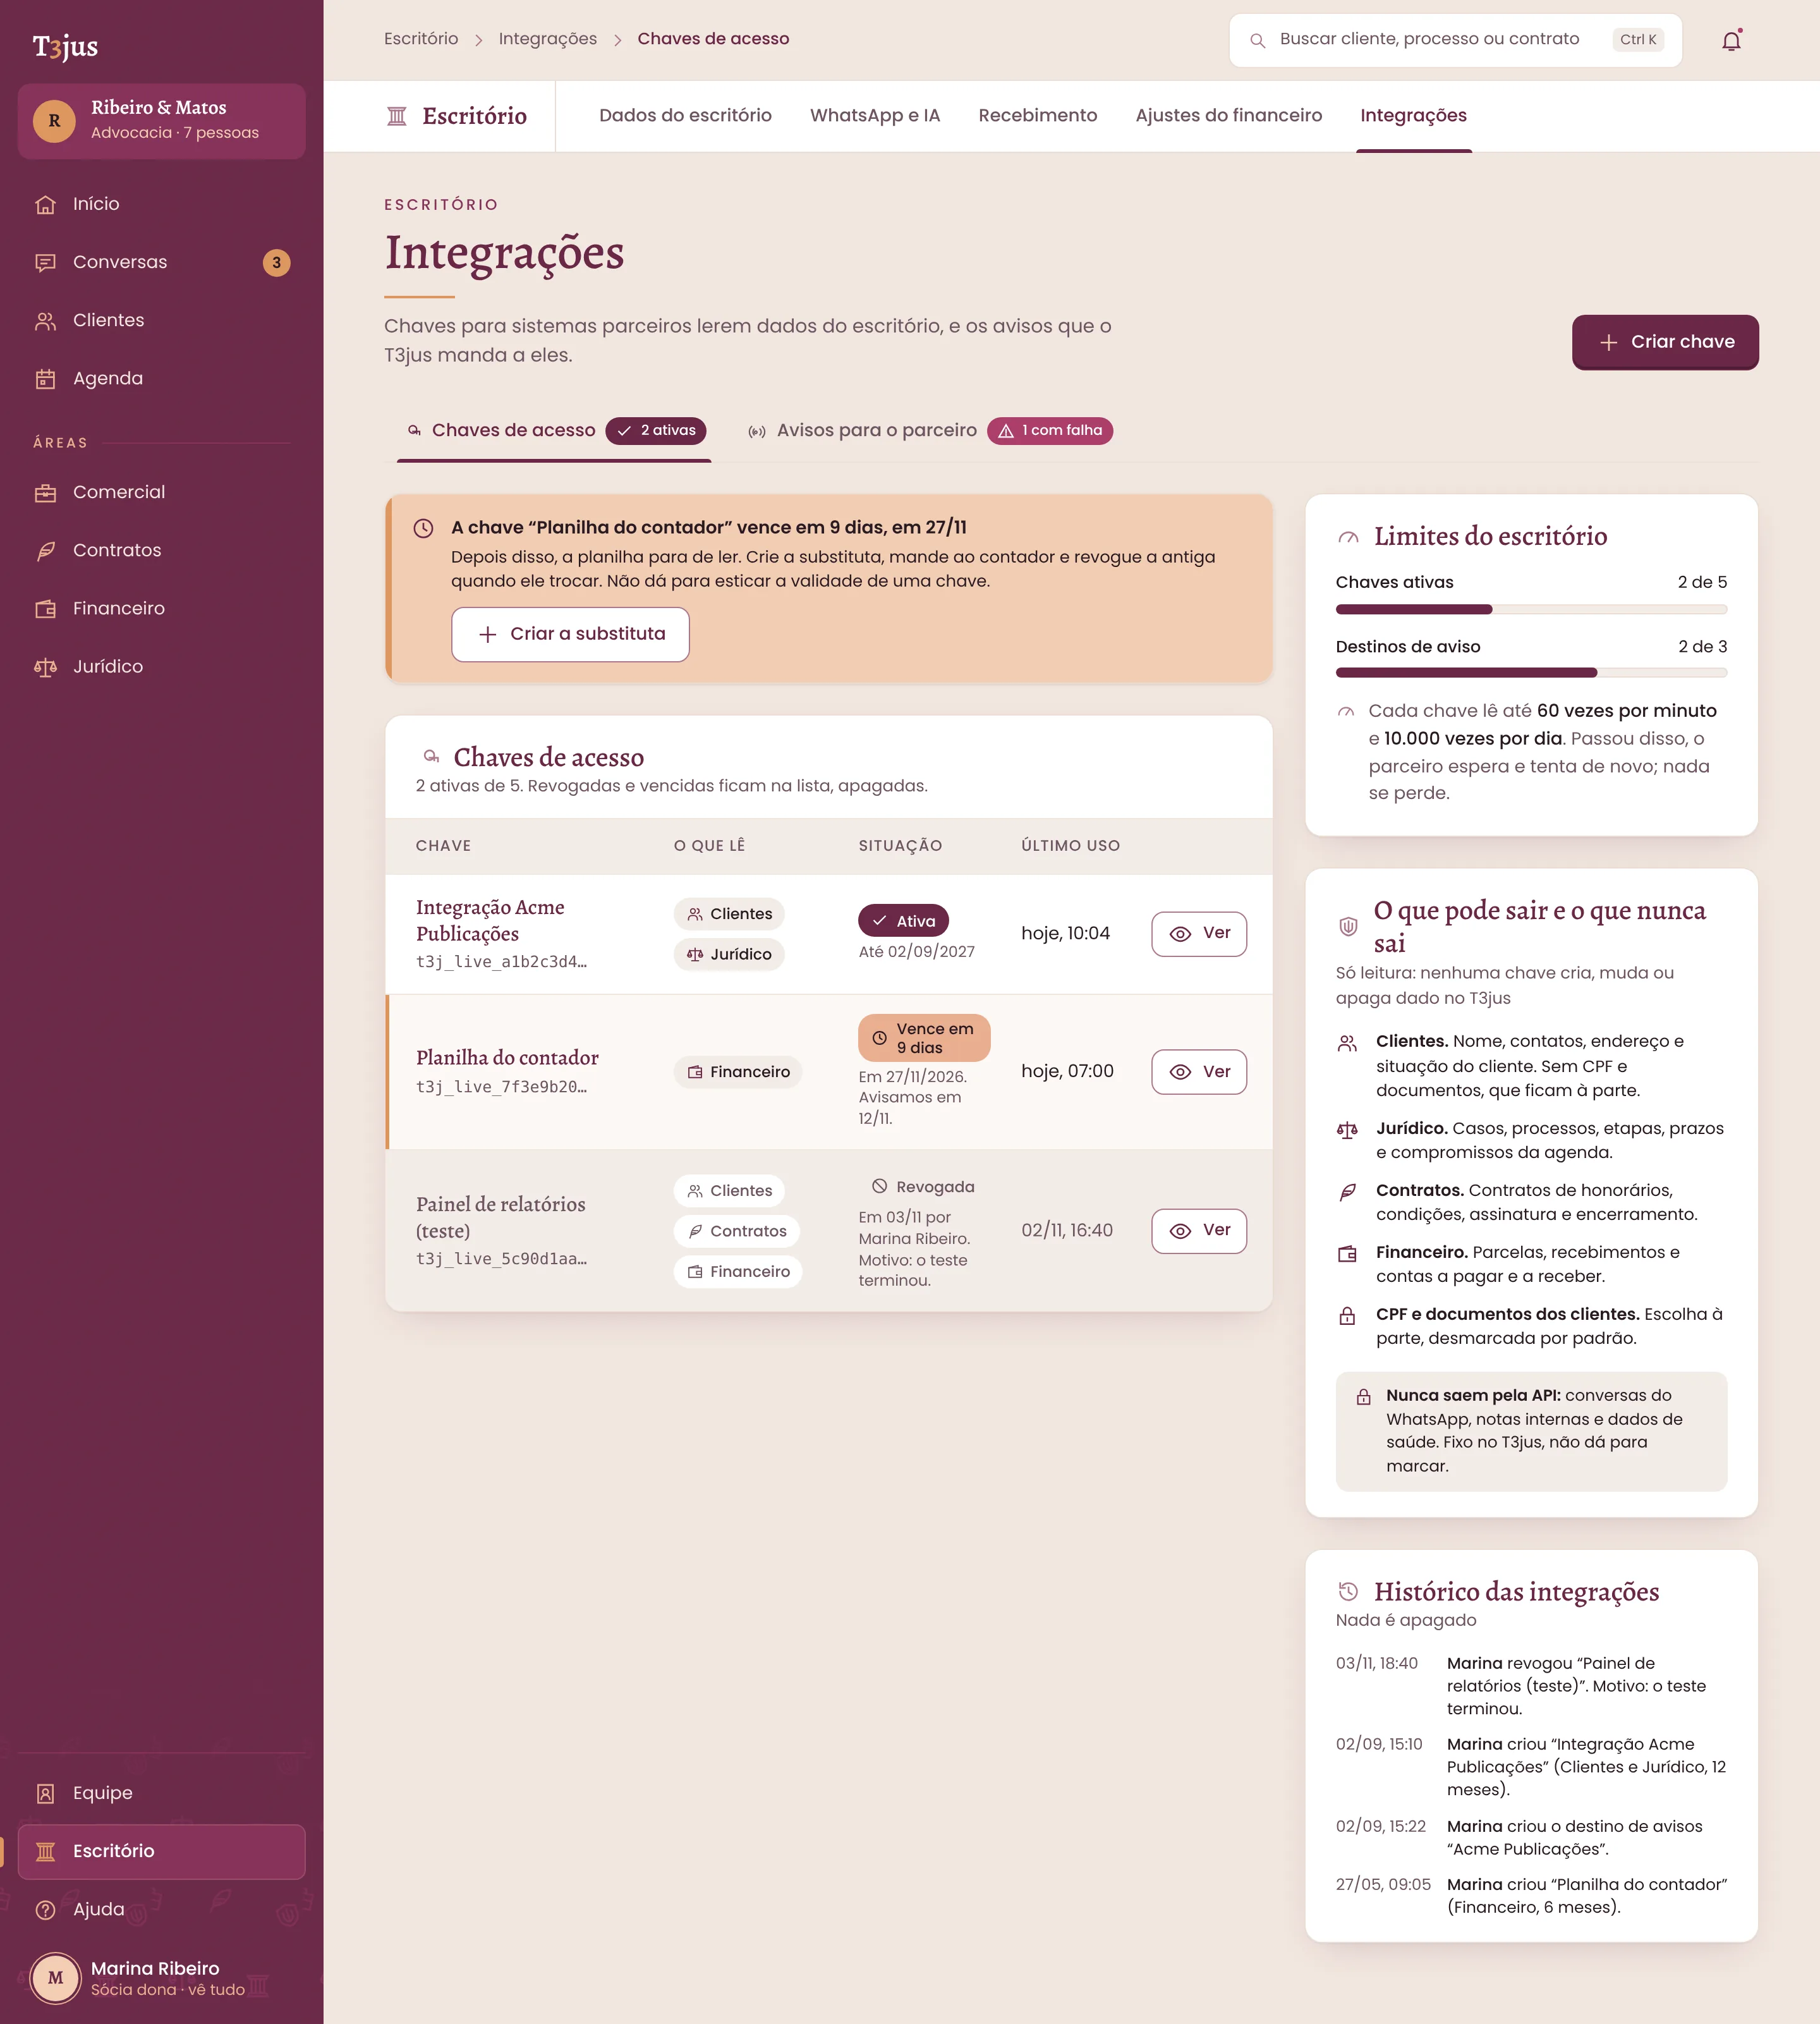 T3jus
R
Ribeiro & Matos
Advocacia · 7 pessoas
Início
Conversas
3
Clientes
Agenda
ÁREAS
Comercial
Contratos
Financeiro
Jurídico
Equipe
Escritório
Ajuda
M
Marina Ribeiro
Sócia dona · vê tudo
Escritório
Integrações
Chaves de acesso
Buscar cliente, processo ou contrato
Ctrl K
Escritório
Dados do escritório
WhatsApp e IA
Recebimento
Ajustes do financeiro
Integrações
ESCRITÓRIO
Integrações
Chaves para sistemas parceiros lerem dados do escritório, e os avisos que o
T3jus manda a eles.
Criar chave
Chaves de acesso
2 ativas
Avisos para o parceiro
1 com falha
A chave “Planilha do contador” vence em 9 dias, em 27/11
Depois disso, a planilha para de ler. Crie a substituta, mande ao contador e revogue a antiga
quando ele trocar. Não dá para esticar a validade de uma chave.
Criar a substituta
Chaves de acesso
2 ativas de 5. Revogadas e vencidas ficam na lista, apagadas.
CHAVE
O QUE LÊ
SITUAÇÃO
ÚLTIMO USO
Integração Acme
Publicações
t3j_live_a1b2c3d4…
Clientes
Jurídico
Ativa
Até 02/09/2027
hoje, 10:04
Ver
Planilha do contador
t3j_live_7f3e9b20…
Financeiro
Vence em
9 dias
Em 27/11/2026.
Avisamos em
12/11.
hoje, 07:00
Ver
Painel de relatórios
(teste)
t3j_live_5c90d1aa…
Clientes
Contratos
Financeiro
Revogada
Em 03/11 por
Marina Ribeiro.
Motivo: o teste
terminou.
02/11, 16:40
Ver
Limites do escritório
Chaves ativas
2 de 5
Destinos de aviso
2 de 3
Cada chave lê até 60 vezes por minuto
e 10.000 vezes por dia. Passou disso, o
parceiro espera e tenta de novo; nada
se perde.
O que pode sair e o que nunca
sai
Só leitura: nenhuma chave cria, muda ou
apaga dado no T3jus
Clientes. Nome, contatos, endereço e
situação do cliente. Sem CPF e
documentos, que ficam à parte.
Jurídico. Casos, processos, etapas, prazos
e compromissos da agenda.
Contratos. Contratos de honorários,
condições, assinatura e encerramento.
Financeiro. Parcelas, recebimentos e
contas a pagar e a receber.
CPF e documentos dos clientes. Escolha à
parte, desmarcada por padrão.
Nunca saem pela API: conversas do
WhatsApp, notas internas e dados de
saúde. Fixo no T3jus, não dá para
marcar.
Histórico das integrações
Nada é apagado
03/11, 18:40
Marina revogou “Painel de
relatórios (teste)”. Motivo: o teste
terminou.
02/09, 15:10
Marina criou “Integração Acme
Publicações” (Clientes e Jurídico, 12
meses).
02/09, 15:22
Marina criou o destino de avisos
“Acme Publicações”.
27/05, 09:05
Marina criou “Planilha do contador”
(Financeiro, 6 meses).